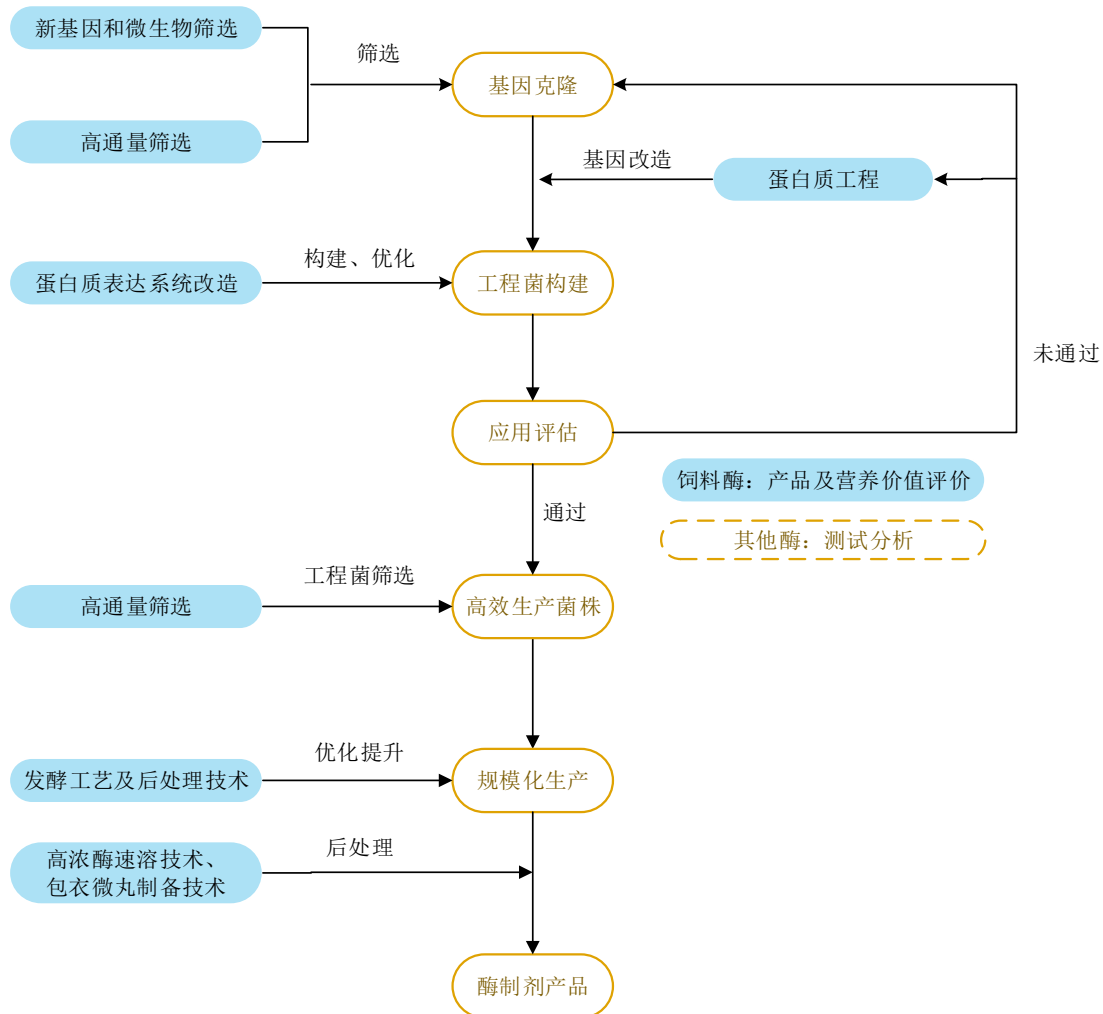 新基因和微生物筛选
筛选
基因克隆
高通量筛选
基因改造
蛋白质工程
构建、优化
蛋白质表达系统改造
工程菌构建
未通过
应用评估
饲料酶：产品及营养价值评价
通过
其他酶：测试分析
工程菌筛选
高通量筛选
高效生产菌株
优化提升
发酵工艺及后处理技术
规模化生产
后处理
高浓酶速溶技术、
包衣微丸制备技术
酶制剂产品